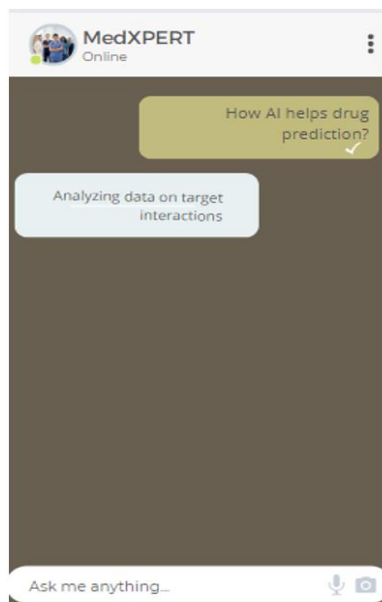 MedXPERT
Online
How AI helps drug
prediction?
Analyzing data on target
interactions
Ask me anything...